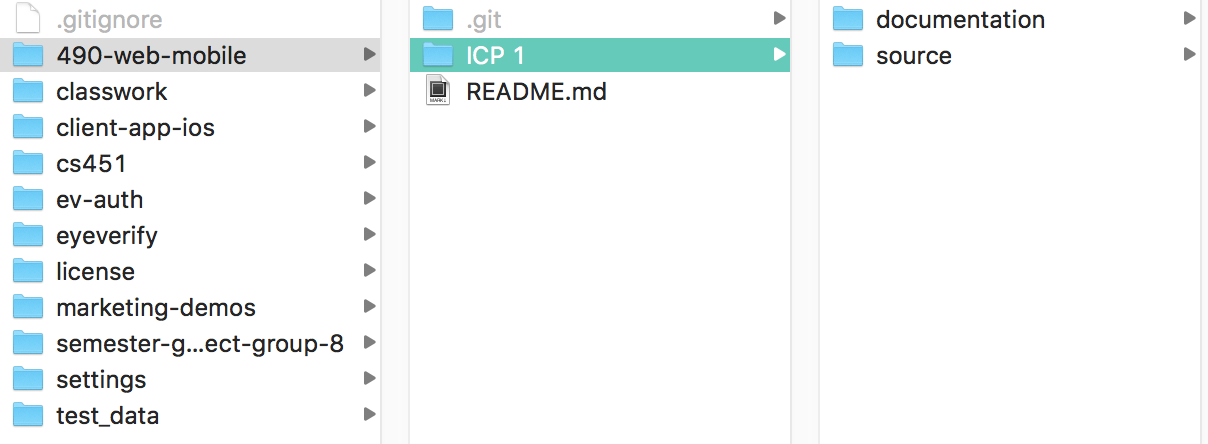 .gitignore
490-web-mobile
classwork
client-app-ios
cs451
ev-auth
eyeverify
license
marketing-demos
semester-g...ect-group-8
settings
test_data
.git
ICP 1
README.md
documentation
source